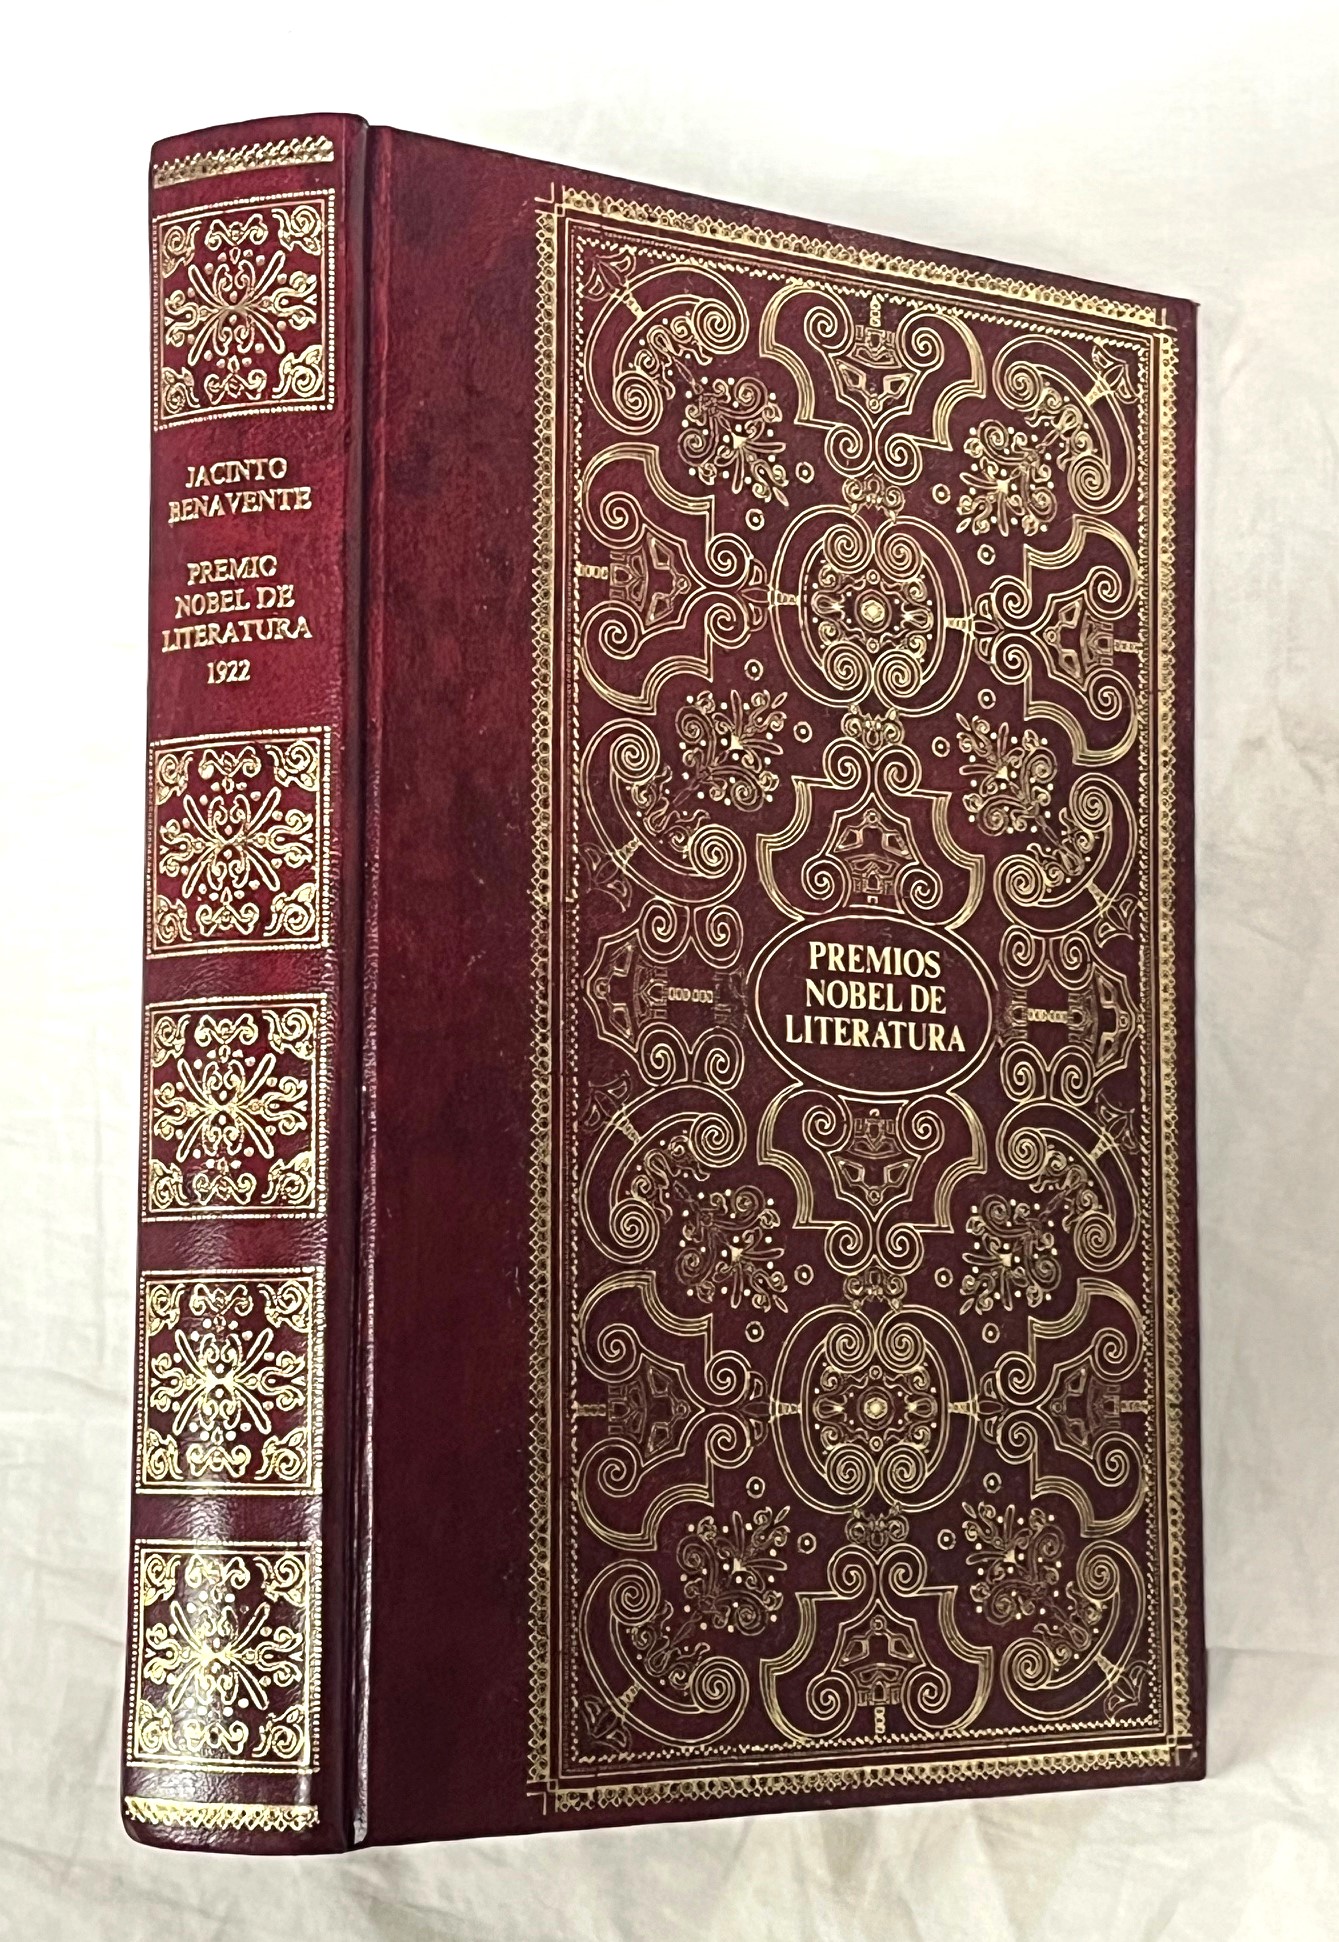 JACINTO
BENAVENTE
PREMIO
NOBEL DE
LITERATURA
1922
PREMIOS
NOBEL DE
LITERATURA